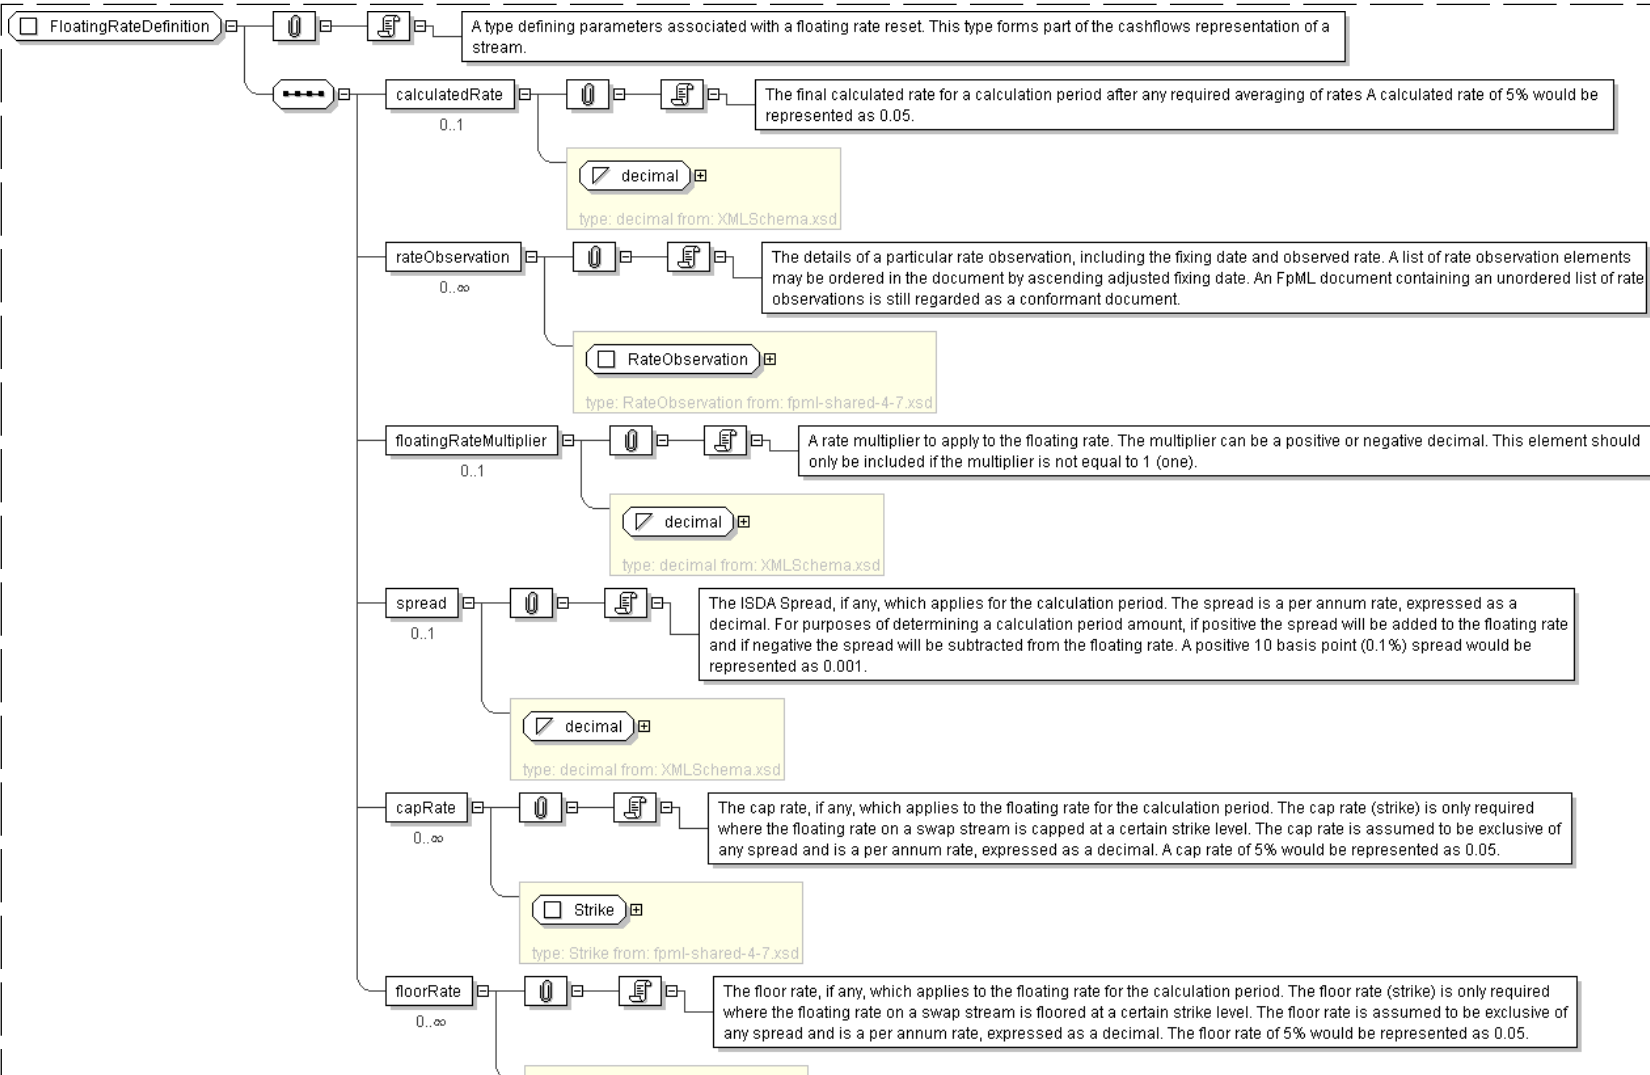 FloatingRateDefinition
A type defining parameters associated with a floating rate reset. This type forms part of the cashflows representation of a
stream.
calculatedRate
0..1
The final calculated rate for a calculation period after any required averaging of rates A calculated rate of 5% would be
represented as 0.05.
decimal
type: decimal from: XMLSchema.xsd
rateObservation
0..∞
The details of a particular rate observation, including the fixing date and observed rate. A list of rate observation elements
may be ordered in the document by ascending adjusted fixing date. An FpML document containing an unordered list of rate
observations is still regarded as a conformant document.
RateObservation
type: RateObservation from: fpml-shared-4-7.xsd
floatingRateMultiplier
0..1
A rate multiplier to apply to the floating rate. The multiplier can be a positive or negative decimal. This element should
only be included if the multiplier is not equal to 1 (one).
decimal
type: decimal from: XMLSchema.xsd
spread
0..1
The ISDA Spread, if any, which applies for the calculation period. The spread is a per annum rate, expressed as a
decimal. For purposes of determining a calculation period amount, if positive the spread will be added to the floating rate
and if negative the spread will be subtracted from the floating rate. A positive 10 basis point (0.1%) spread would be
represented as 0.001.
decimal
type: decimal from: XMLSchema.xsd
capRate
0..∞
The cap rate, if any, which applies to the floating rate for the calculation period. The cap rate (strike) is only required
where the floating rate on a swap stream is capped at a certain strike level. The cap rate is assumed to be exclusive of
any spread and is a per annum rate, expressed as a decimal. A cap rate of 5% would be represented as 0.05.
Strike
type: Strike from: fpml-shared-4-7.xsd
floorRate
0..∞
The floor rate, if any, which applies to the floating rate for the calculation period. The floor rate (strike) is only required
where the floating rate on a swap stream is floored at a certain strike level. The floor rate is assumed to be exclusive of
any spread and is a per annum rate, expressed as a decimal. The floor rate of 5% would be represented as 0.05.